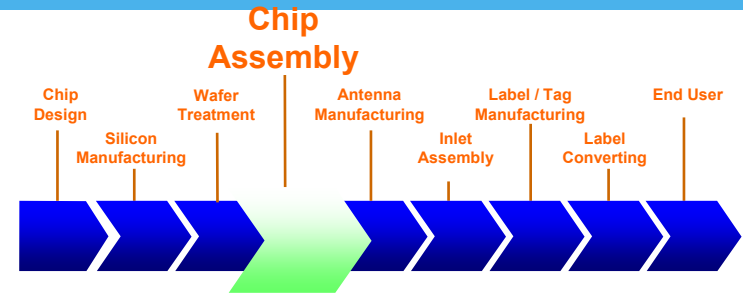 Chip
Design
Silicon
Manufacturing
Wafer
Treatment
Chip
Assembly
Antenna
Manufacturing
Inlet
Assembly
Label / Tag
Manufacturing
Label
Converting
End User